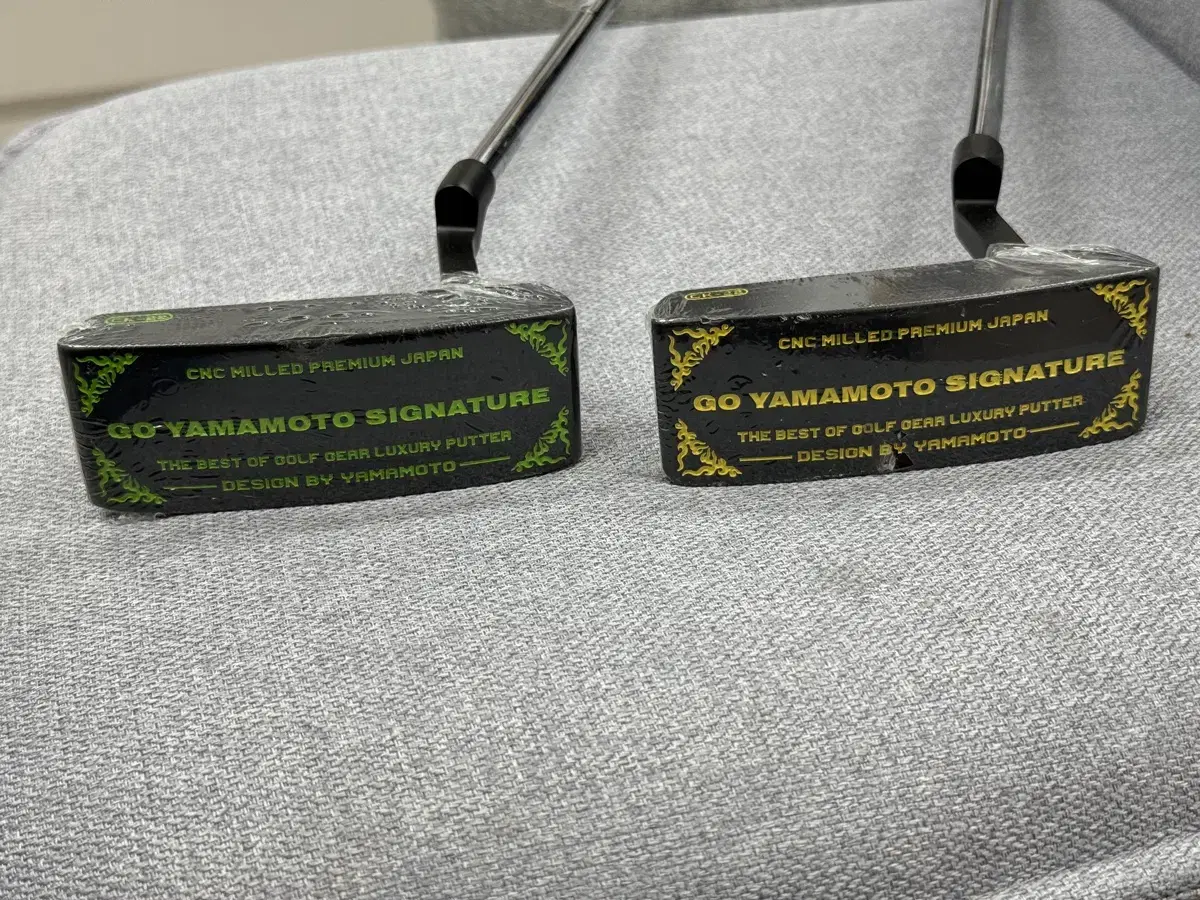 CNC MILLED PREMIUM JAPAN
GO YAMAMOTO SIGNATURE
THE BEST OF GOLF GEAR LUXURY PUTTER
DESIGN BY YAMAMOTO
CNC MILLED PREMIUM JAPAN
GO YAMAMOTO SIGNATURE
THE BEST OF GOLF GEAR LUXURY PUTTER
DESIGN BY YAMAMOTO